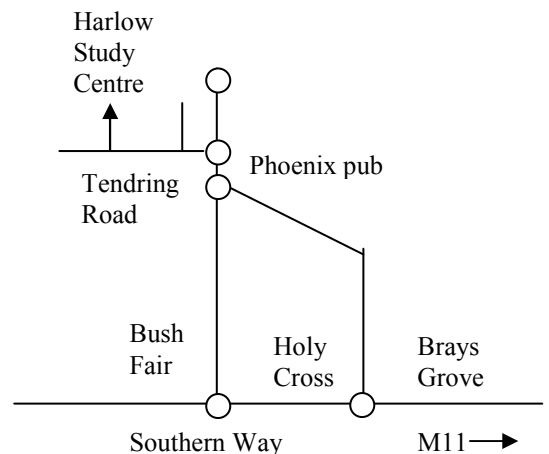 Harlow
Study
Centre
Phoenix pub
Tendring
Road
Bush
Fair
Holy
Cross
Brays
Grove
Southern Way
M11